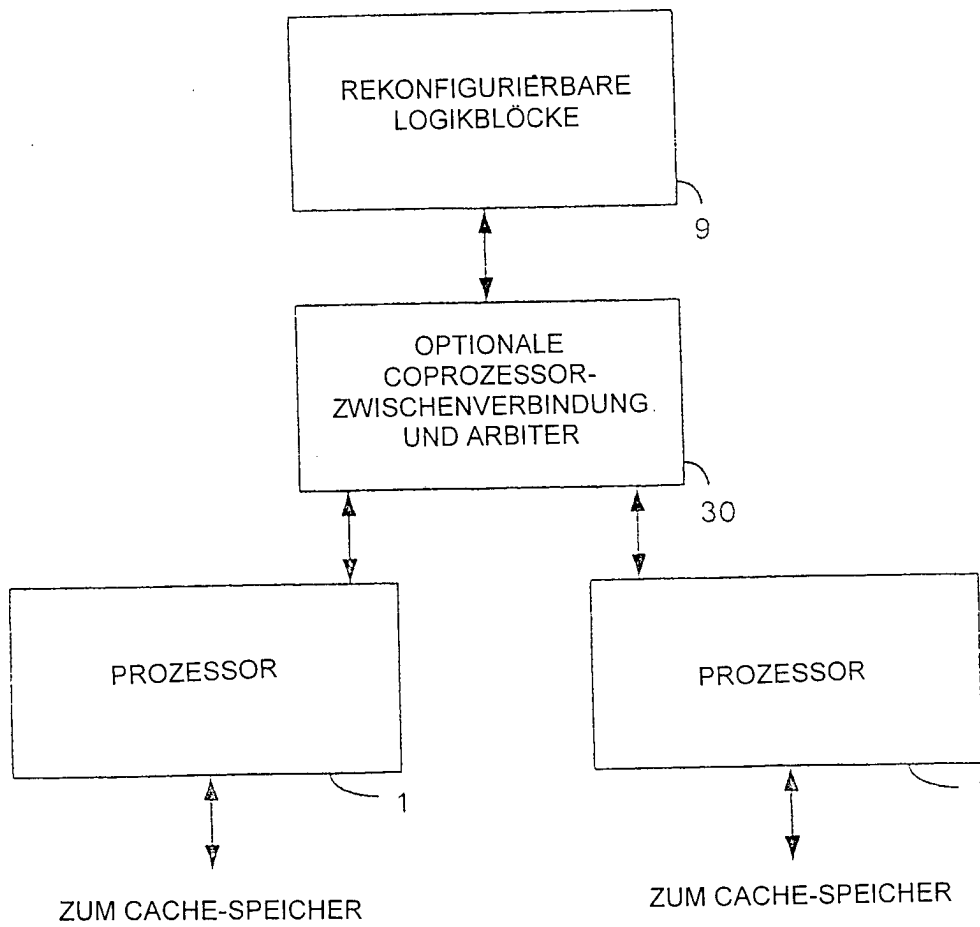 REKONFIGURIERBARE
LOGIKBLÖCKE
9
OPTIONALE
COPROZESSOR-
ZWISCHENVERBINDUNG
UND ARBITER
30
PROZESSOR
PROZESSOR
1
ZUM CACHE-SPEICHER
ZUM CACHE-SPEICHER